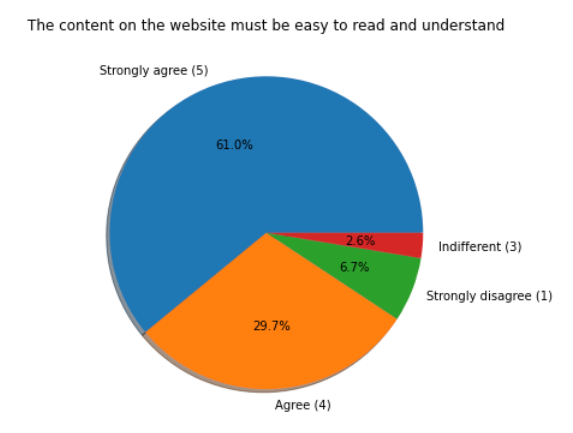 The content on the website must be easy to read and understand
Strongly agree (5)
61.0%
2.6%
Indifferent (3)
6.7%
Strongly disagree (1)
29.7%
Agree (4)